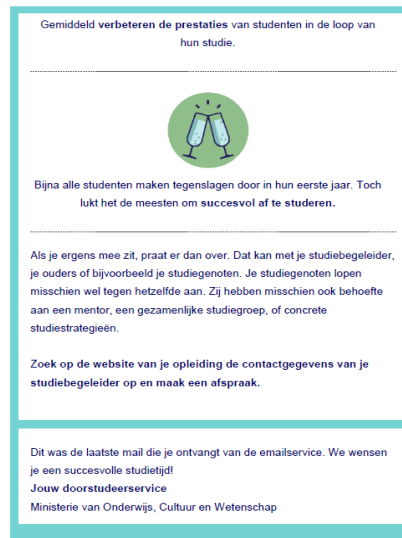 Gemiddeld verbeteren de prestaties van studenten in de loop van
hun studie.
Bijna alle studenten maken tegenslagen door in hun eerste jaar. Toch
lukt het de meesten om succesvol af te studeren.
Als je ergens mee zit, praat er dan over. Dat kan met je studiebegeleider,
je ouders of bijvoorbeeld je studiegenoten. Je studiegenoten lopen
misschien wel tegen hetzelfde aan. Zij hebben misschien ook behoefte
aan een mentor, een gezamenlijke studiegroep, of concrete
studiestrategieën.
Zoek op de website van je opleiding de contactgegevens van je
studiebegeleider op en maak een afspraak.
Dit was de laatste mail die je ontvangt van de emailservice. We wensen
je een succesvolle studietijd!
Jouw doorstudeerservice
Ministerie van Onderwijs, Cultuur en Wetenschap